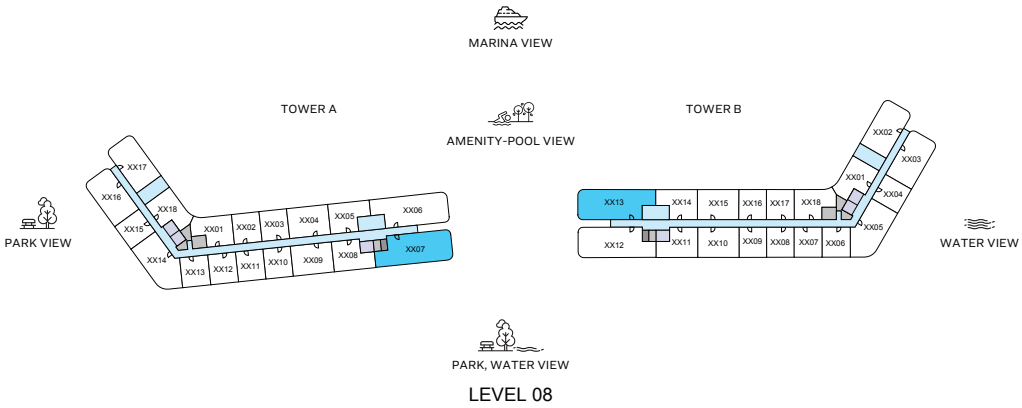 MARINA VIEW
TOWER A
TOWER B
AMENITY-POOL VIEW
XX02
XX03
XX17
XX16
XX01
XX04
XX18
XX15
XX06
XX05
XX04
XX03
XX02
XX01
XX13
XX14
XX15
XX16
XX17
XX18
XX05
PARK VIEW
WATER VIEW
XX14
XX13
XX12
XX11
XX10
XX09
XX08
XX07
XX12
XX11
XX10
XX09
XX08
XX07
XX06
PARK, WATER VIEW
LEVEL 08